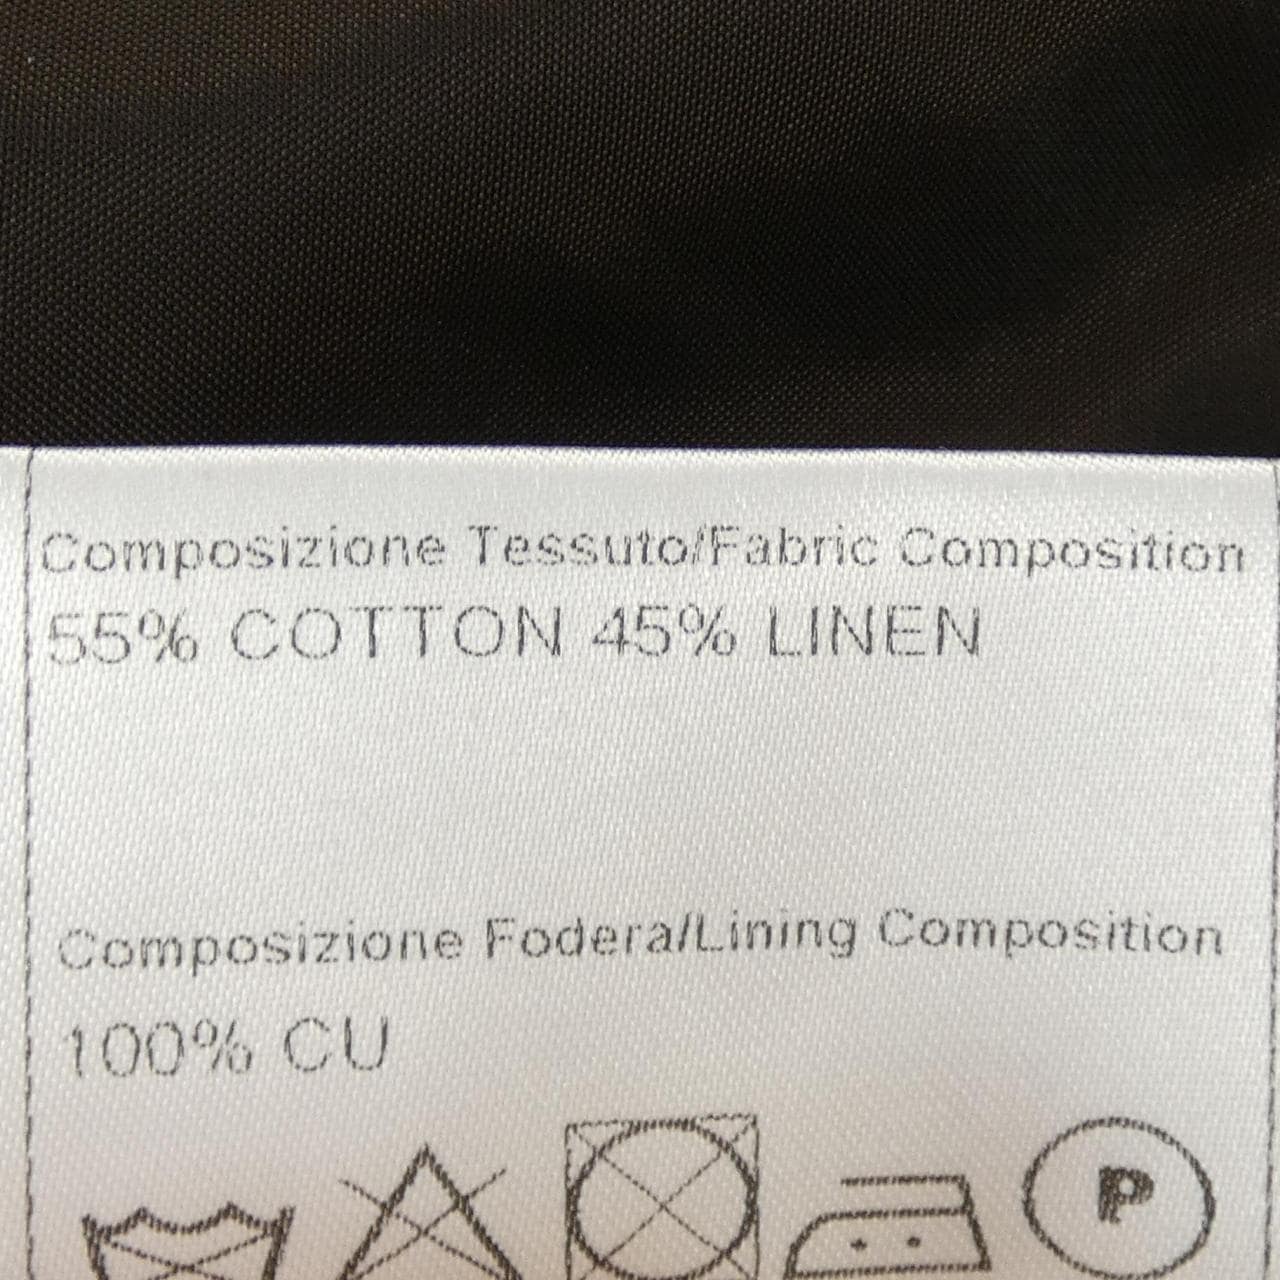 Composizione Tessuto/Fabric Composition
55% COTTON 45% LINEN
Composizione Fodera/Lining Composition
100% CU
P